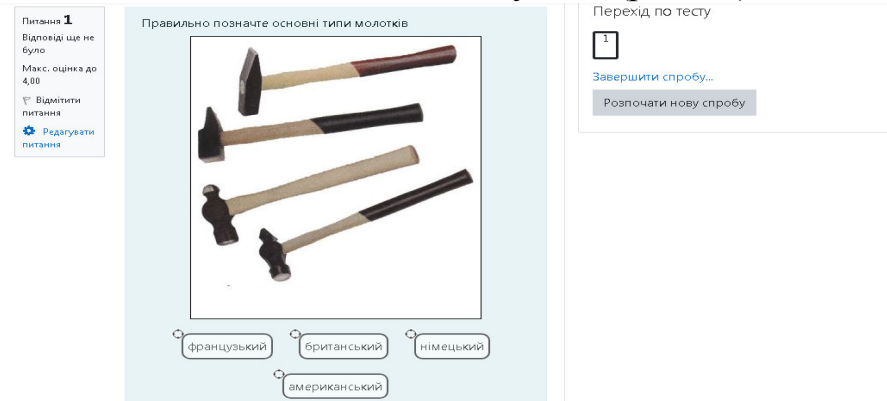 Питання 1
Відповіді ще не
було
Макс. оцінка до
4,00
Відмітити
питання
Редагувати
питання
Правильно позначте основні типи молотків
французький
британський
німецький
американський
Перехід по тесту
1
Завершити спробу...
Розпочати нову спробу